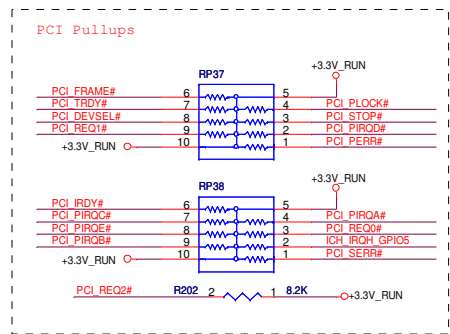 PCI Pullups
RP37
+3.3V_RUN
PCI_FRAME# 6 5
PCI_TRDY# 7 4 PCI_PLOCK#
PCI_DEVSEL# 8 3 PCI_STOP#
PCI_REQ1# 9 2 PCI_PIRQD#
+3.3V_RUN 10 1 PCI_PERR#
RP38
+3.3V_RUN
PCI_IRDY# 6 5
PCI_PIRQC# 7 4 PCI_PIRQA#
PCI_PIRQE# 8 3 PCI_REQ0#
PCI_PIRQB# 9 2 ICH_IRQH_GPIO5
+3.3V_RUN 10 1 PCI_SERR#
PCI_REQ2# R202 2 1 8.2K +3.3V_RUN